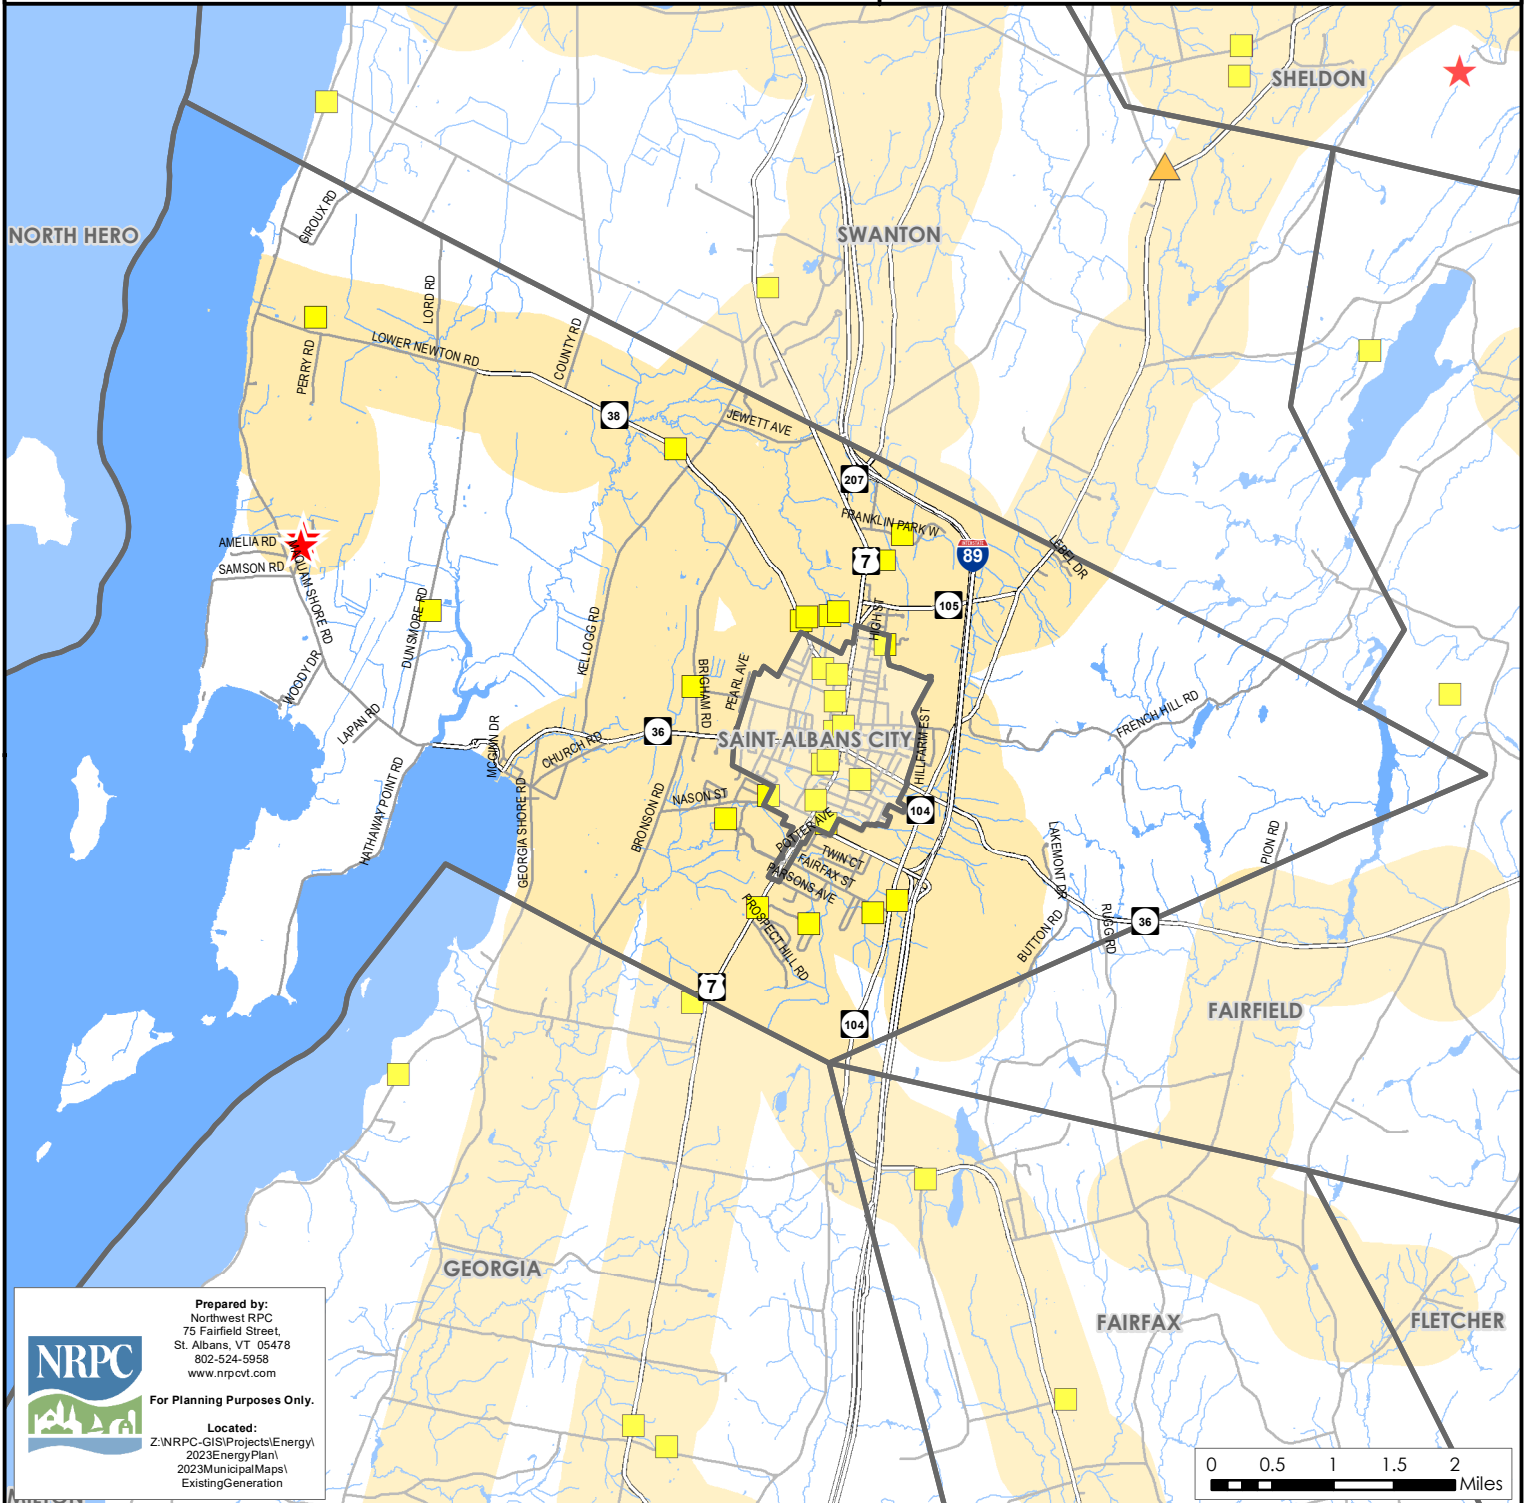 SHELDON
NORTH HERO
SWANTON
GIROUX RD
LORD RD
COUNTY RD
LOWER NEWTON RD
PERRY RD
38
JEWETT AVE
207
FRANKLIN PARK W
7
INTERSTATE
89
LEBEL DR
AMELIA RD
SAMSON RD
MAQUAM SHORE RD
105
HIGH ST
DUNSMORE RD
KELLOGG RD
WOODY DR
LAPAN RD
BRIGHAM RD
PEARL AVE
FRENCH HILL RD
36
SAINT ALBANS CITY
HILLFARM EST
MCGINN DR
CHURCH RD
HATHAWAY POINT RD
GEORGIA SHORE RD
BRONSON RD
NASON ST
104
POTTER AVE
TWIN CT
FAIRFAX ST
PARSONS AVE
PROSPECT HILL RD
LAKEMONT DR
PION RD
BUTTON RD
RUGG RD
36
7
104
FAIRFIELD
GEORGIA
FAIRFAX
FLETCHER
MILTON
NRPC
Prepared by:
Northwest RPC
75 Fairfield Street,
St. Albans, VT 05478
802-524-5958
www.nrpcvt.com
For Planning Purposes Only.
Located:
Z:\NRPC-GIS\Projects\Energy\
2023EnergyPlan\
2023MunicipalMaps\
ExistingGeneration
0 0.5 1 1.5 2
Miles